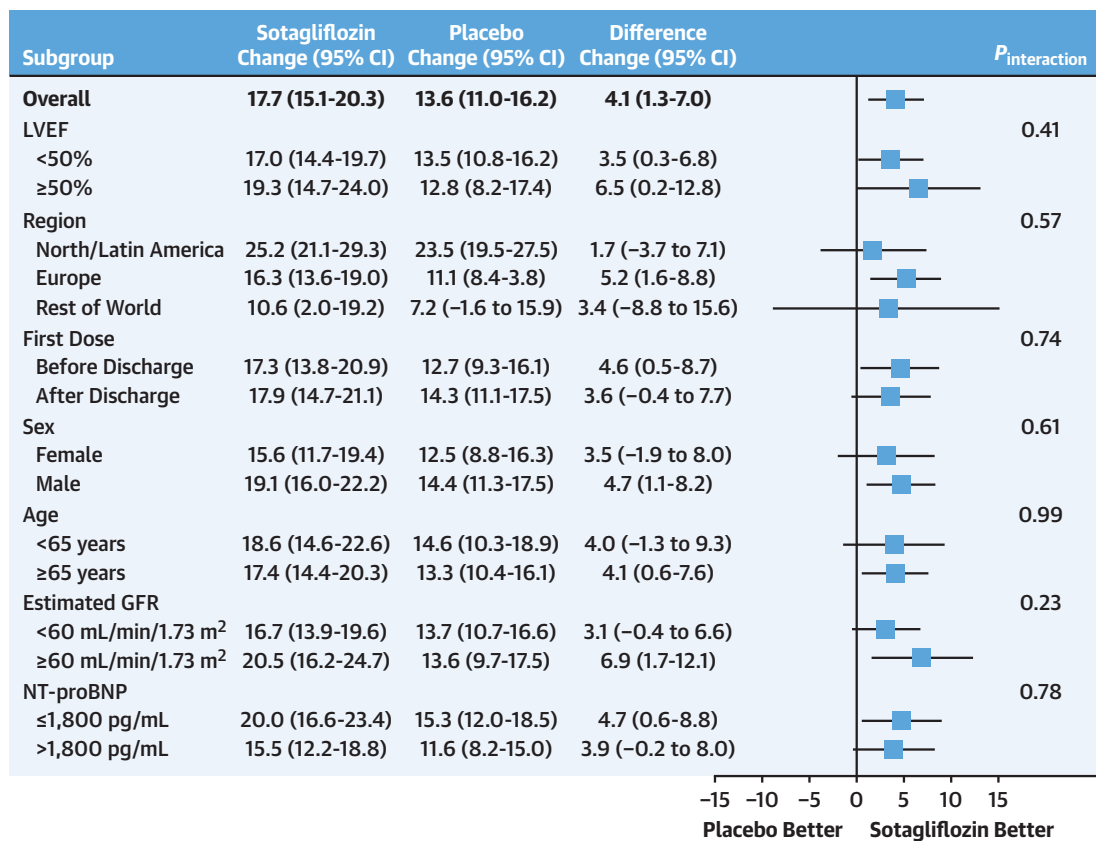 Subgroup Sotagliflozin Change (95% CI) Placebo Change (95% CI) Difference Change (95% CI) Pinteraction
Overall 17.7 (15.1-20.3) 13.6 (11.0-16.2) 4.1 (1.3-7.0)
LVEF 0.41
<50% 17.0 (14.4-19.7) 13.5 (10.8-16.2) 3.5 (0.3-6.8)
≥50% 19.3 (14.7-24.0) 12.8 (8.2-17.4) 6.5 (0.2-12.8)
Region 0.57
North/Latin America 25.2 (21.1-29.3) 23.5 (19.5-27.5) 1.7 (−3.7 to 7.1)
Europe 16.3 (13.6-19.0) 11.1 (8.4-3.8) 5.2 (1.6-8.8)
Rest of World 10.6 (2.0-19.2) 7.2 (−1.6 to 15.9) 3.4 (−8.8 to 15.6)
First Dose 0.74
Before Discharge 17.3 (13.8-20.9) 12.7 (9.3-16.1) 4.6 (0.5-8.7)
After Discharge 17.9 (14.7-21.1) 14.3 (11.1-17.5) 3.6 (−0.4 to 7.7)
Sex 0.61
Female 15.6 (11.7-19.4) 12.5 (8.8-16.3) 3.5 (−1.9 to 8.0)
Male 19.1 (16.0-22.2) 14.4 (11.3-17.5) 4.7 (1.1-8.2)
Age 0.99
<65 years 18.6 (14.6-22.6) 14.6 (10.3-18.9) 4.0 (−1.3 to 9.3)
≥65 years 17.4 (14.4-20.3) 13.3 (10.4-16.1) 4.1 (0.6-7.6)
Estimated GFR 0.23
<60 mL/min/1.73 m² 16.7 (13.9-19.6) 13.7 (10.7-16.6) 3.1 (−0.4 to 6.6)
≥60 mL/min/1.73 m² 20.5 (16.2-24.7) 13.6 (9.7-17.5) 6.9 (1.7-12.1)
NT-proBNP 0.78
≤1,800 pg/mL 20.0 (16.6-23.4) 15.3 (12.0-18.5) 4.7 (0.6-8.8)
>1,800 pg/mL 15.5 (12.2-18.8) 11.6 (8.2-15.0) 3.9 (−0.2 to 8.0)
−15 −10 −5 0 5 10 15
Placebo Better Sotagliflozin Better